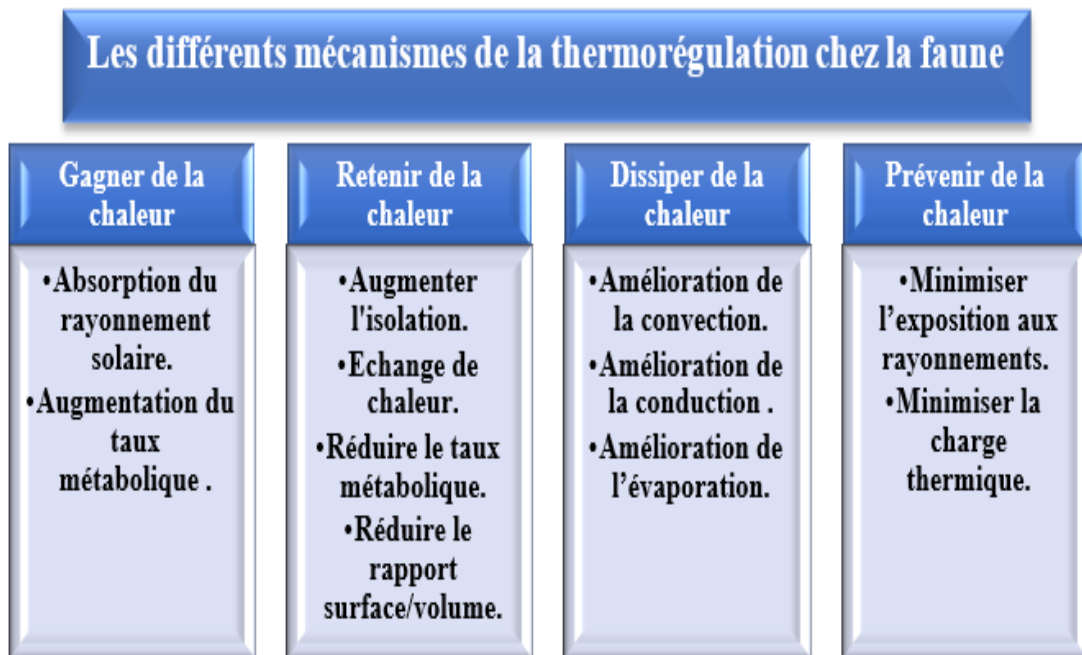 Les différents mécanismes de la thermorégulation chez la faune
Gagner de la
chaleur
•Absorption du
rayonnement
solaire.
•Augmentation du
taux
métabolique .
Retenir de la
chaleur
•Augmenter
l'isolation.
•Echange de
chaleur.
•Réduire le taux
métabolique.
•Réduire le
rapport
surface/volume.
Dissiper de la
chaleur
•Amélioration de
la convection.
•Amélioration de
la conduction .
•Amélioration de
l’évaporation.
Prévenir de la
chaleur
•Minimiser
l’exposition aux
rayonnements.
•Minimiser la
charge
thermique.